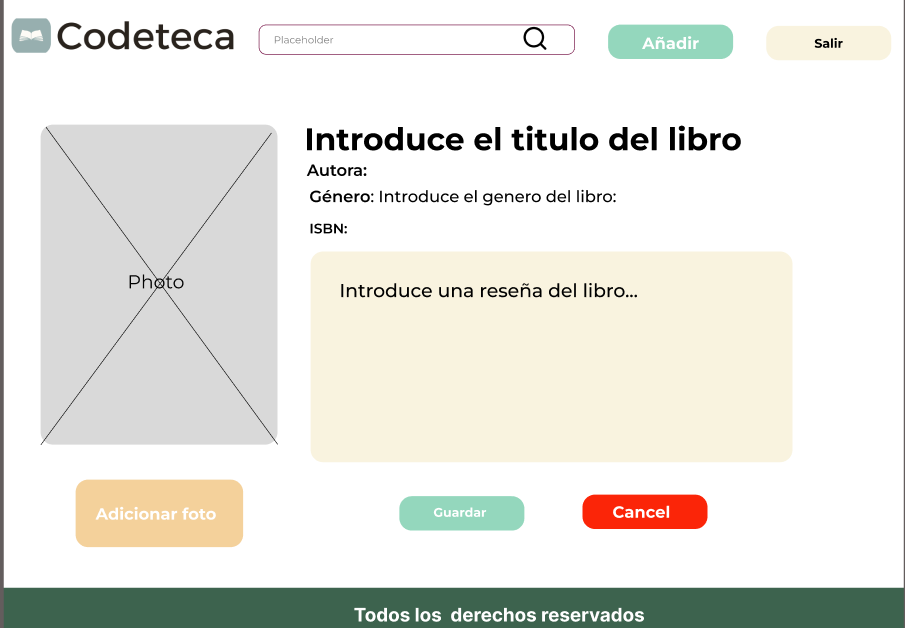 Codeteca
Placeholder
Añadir
Salir
Introduce el titulo del libro
Autora:
Género: Introduce el genero del libro:
ISBN:
Photo
Introduce una reseña del libro...
Adicionar foto
Guardar
Cancel
Todos los derechos reservados